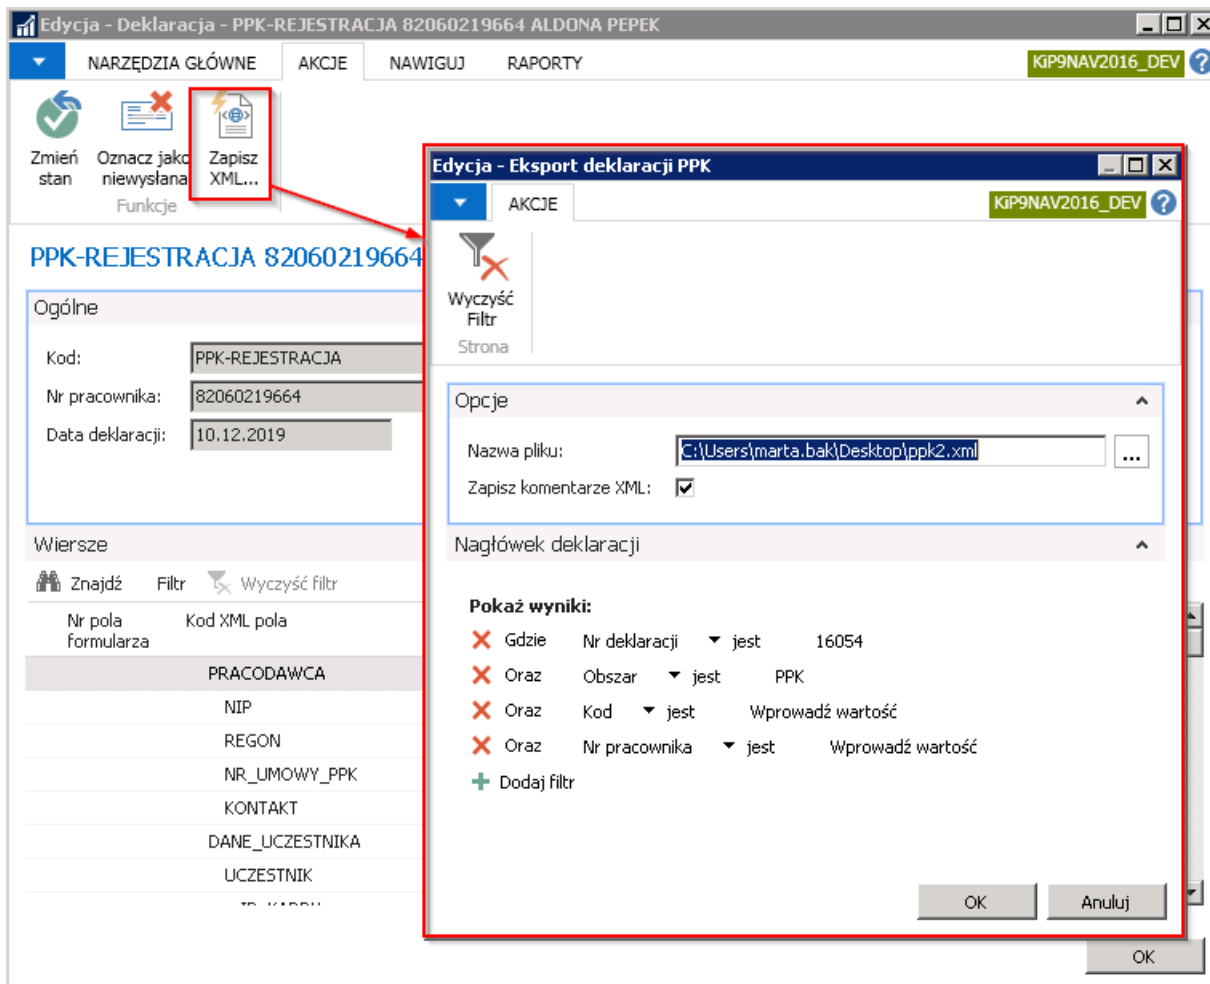 Edycja - Deklaracja - PPK-REJESTRACJA 82060219664 ALDONA PEPEK
NARZĘDZIA GŁÓWNE AKCJE NAWIGUJ RAPORTY KiP9NAV2016_DEV ?
Zmień stan
Oznacz jako niewysłana
Zapisz XML...
Funkcje
PPK-REJESTRACJA 82060219664
Ogólne
Kod: PPK-REJESTRACJA
Nr pracownika: 82060219664
Data deklaracji: 10.12.2019
Wiersze
Znajdź Filtr Wyczyść filtr
Nr pola formularza Kod XML pola
PRACODAWCA
NIP
REGON
NR_UMOWY_PPK
KONTAKT
DANE_UCZESTNIKA
UCZESTNIK
OK
Edycja - Eksport deklaracji PPK
AKCJE KiP9NAV2016_DEV ?
Wyczyść Filtr
Strona
Opcje
Nazwa pliku: C:\Users\marta.bak\Desktop\ppk2.xml ...
Zapisz komentarze XML:
Nagłówek deklaracji
Pokaż wyniki:
Gdzie Nr deklaracji jest 16054
Oraz Obszar jest PPK
Oraz Kod jest Wprowadź wartość
Oraz Nr pracownika jest Wprowadź wartość
Dodaj filtr
OK Anuluj